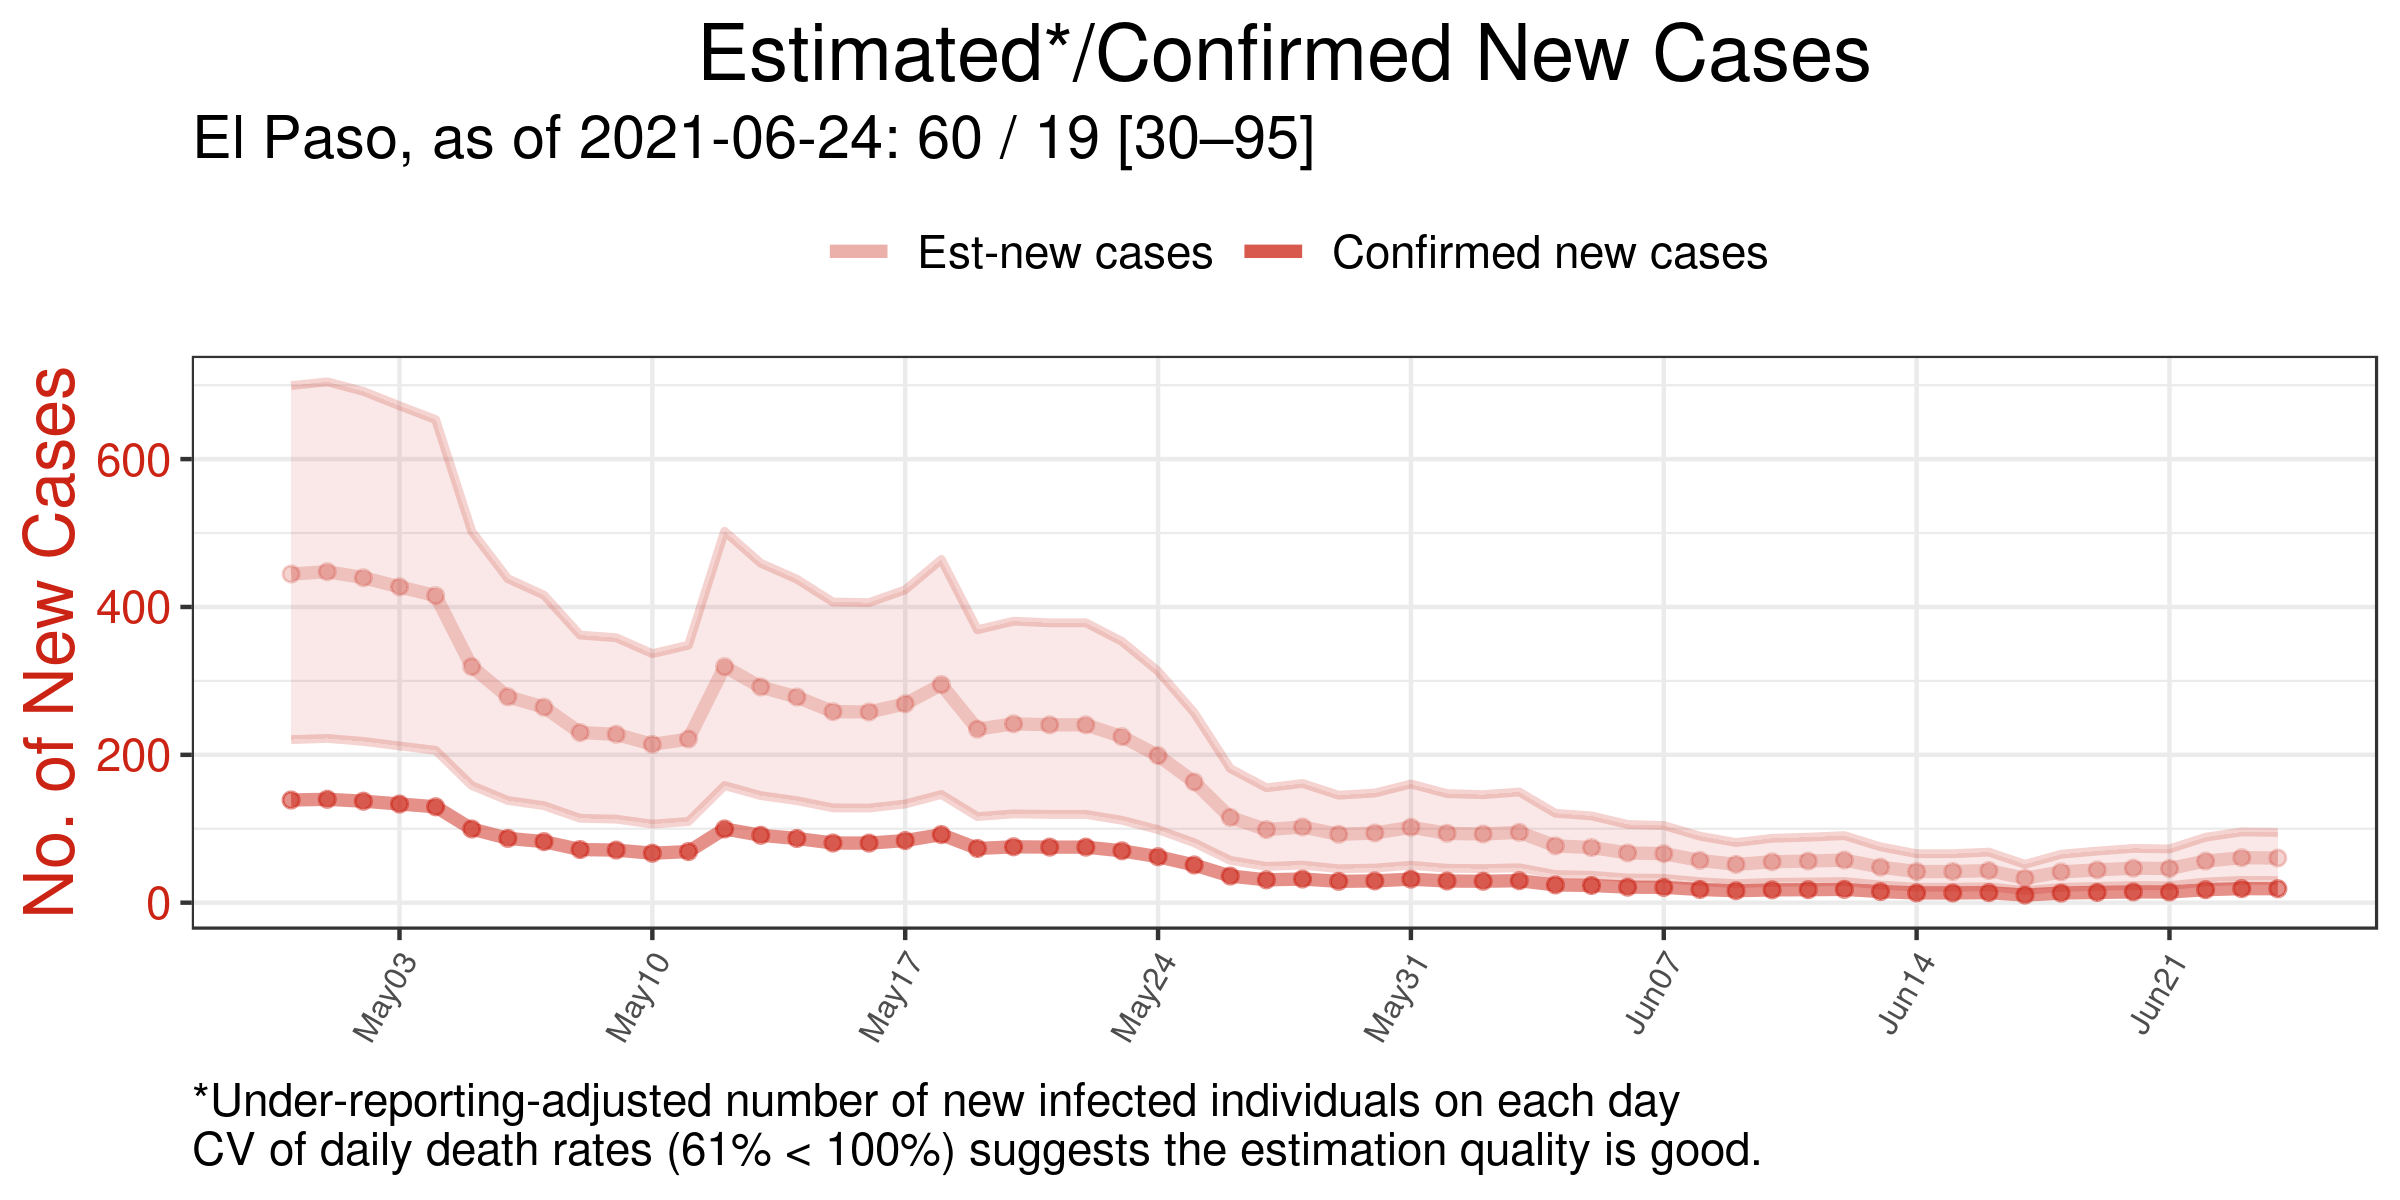 Estimated*/Confirmed New Cases
El Paso, as of 2021-06-24: 60 / 19 [30–95]
Est-new cases Confirmed new cases
No. of New Cases
600
400
200
0
May03 May10 May17 May24 May31 Jun07 Jun14 Jun21
*Under-reporting-adjusted number of new infected individuals on each day
CV of daily death rates (61% < 100%) suggests the estimation quality is good.